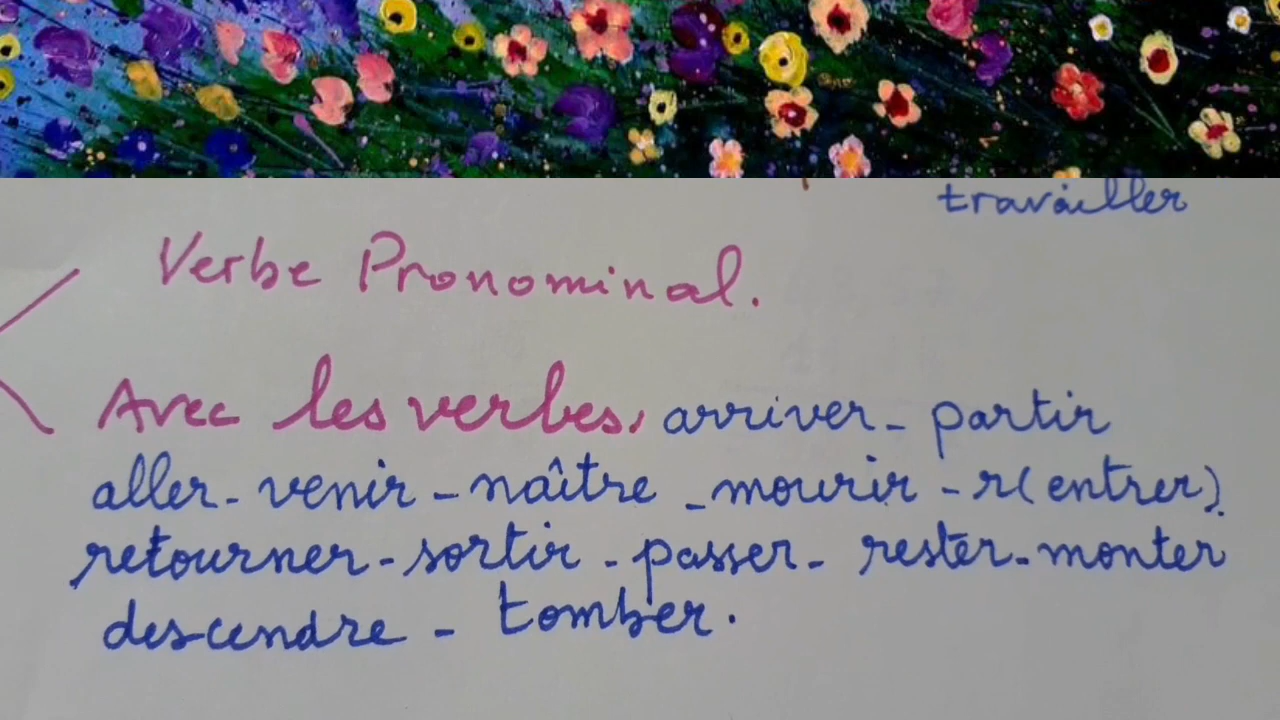 travailler
Verbe Pronominal.
Avec les verbes, arriver - partir
aller - venir - naître - mourir - r(entrer).
retourner - sortir - passer - rester - monter
descendre - tomber.